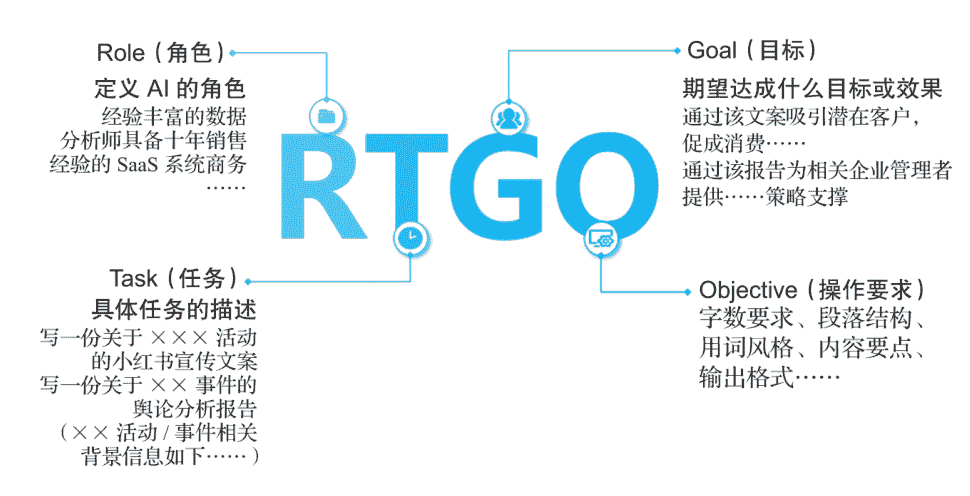 Role（角色）
定义 AI 的角色
经验丰富的数据
分析师具备十年销售
经验的 SaaS 系统商务
……
Goal（目标）
期望达成什么目标或效果
通过该文案吸引潜在客户，
促成消费……
通过该报告为相关企业管理者
提供……策略支撑
RTGO
Task（任务）
具体任务的描述
写一份关于 ××× 活动
的小红书宣传文案
写一份关于 ×× 事件的
舆论分析报告
（×× 活动 / 事件相关
背景信息如下……）
Objective（操作要求）
字数要求、段落结构、
用词风格、内容要点、
输出格式……